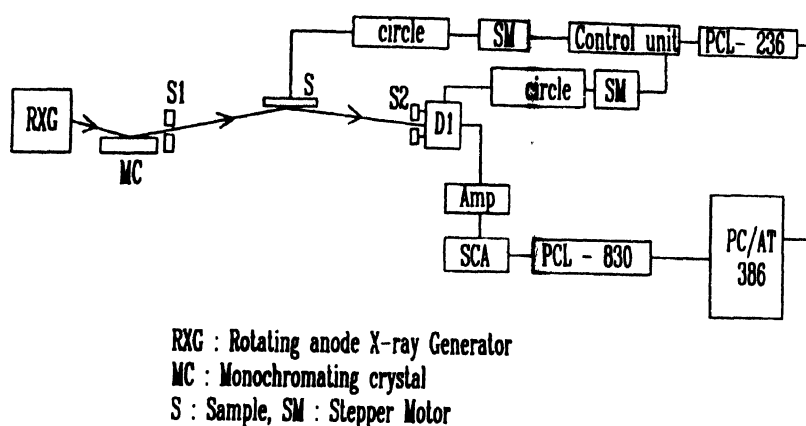 circle SM Control unit PCL - 236
S1 S S2 circle SM
RXG D1
MC
Amp
SCA PCL - 830 PC/AT
386
RXG : Rotating anode X-ray Generator
MC : Monochromating crystal
S : Sample, SM : Stepper Motor